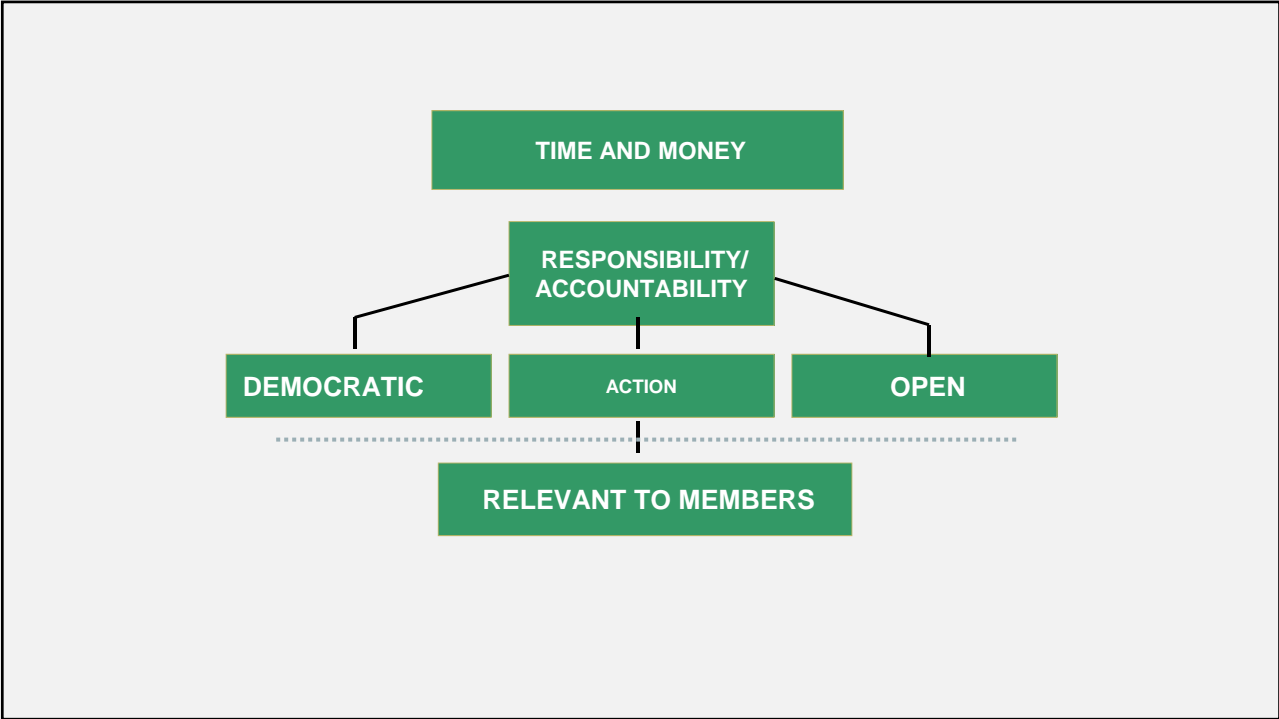 TIME AND MONEY
RESPONSIBILITY/
ACCOUNTABILITY
DEMOCRATIC
ACTION
OPEN
RELEVANT TO MEMBERS